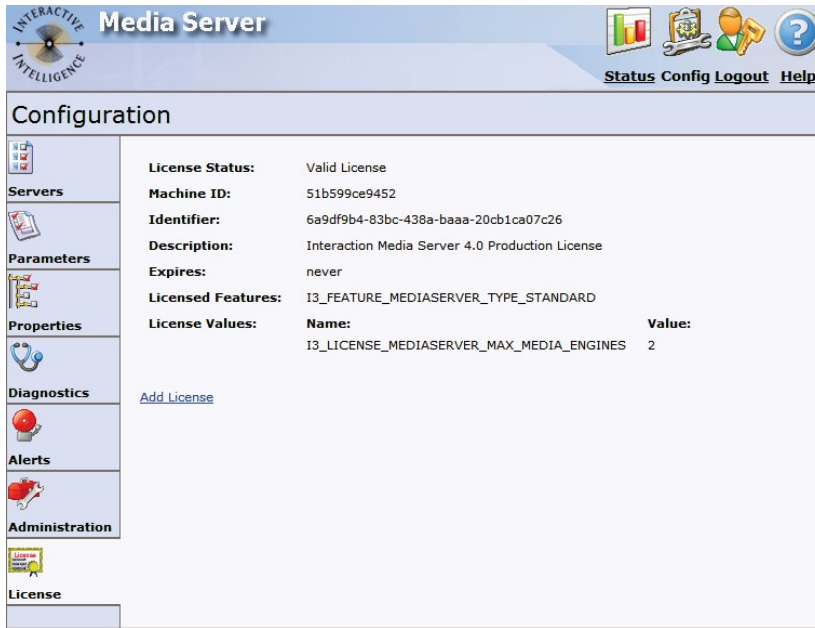 INTERACTIVE INTELLIGENCE
Media Server
Status Config Logout Help
Configuration
Servers
Parameters
Properties
Diagnostics
Alerts
Administration
License
License Status: Valid License
Machine ID: 51b599ce9452
Identifier: 6a9df9b4-83bc-438a-baaa-20cb1ca07c26
Description: Interaction Media Server 4.0 Production License
Expires: never
Licensed Features: I3_FEATURE_MEDIASERVER_TYPE_STANDARD
License Values: Name: Value:
I3_LICENSE_MEDIASERVER_MAX_MEDIA_ENGINES 2
Add License